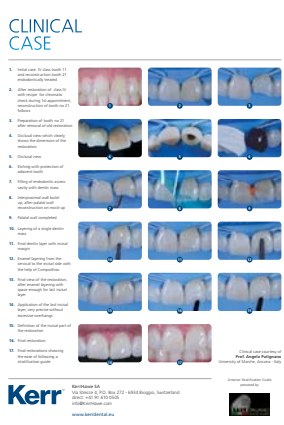 CLINICAL
CASE
1. Initial case: IV class tooth 11
and reconstruction tooth 21
endodontically treated
2. After restoration of class IV
with recipe for chromatic
check during 1st appointment,
reconstruction of tooth no 21
follows
3. Preparation of tooth no 21
after removal of old restoration
4. Occlusal view which clearly
shows the dimension of the
restoration
5. Occlusal view
6. Etching with protection of
adjacent tooth
7. Filling of endodontic access
cavity with dentin mass
8. Interproximal wall build
up, after palatal wall
reconstruction on mock up
9. Palatal wall completed
10. Layering of a single dentin
mass
11. Final dentin layer with incisal
margin
12. Enamel layering from the
cervical to the incisal side with
the help of CompoRoller
13. Final view of the restoration,
after enamel layering with
space enough for last incisal
layer
14. Application of the last incisal
layer, very precise without
excessive overhangs
15. Definition of the incisal part of
the restoration
16. Final restoration
17. Final restorations showing
the ease of following a
stratification guide
1
2
3
4
5
6
7
8
9
10
11
12
13
14
15
16
17
Clinical case courtesy of
Prof. Angelo Putignano
University of Marche, Ancona - Italy
Kerr
KerrHawe SA
Via Strecce 4, P.O. Box 272 - 6934 Bioggio, Switzerland
direct +41 91 610 0505
info@KerrHawe.com
www.kerrdental.eu
Anterior Stratification Guide
powered by